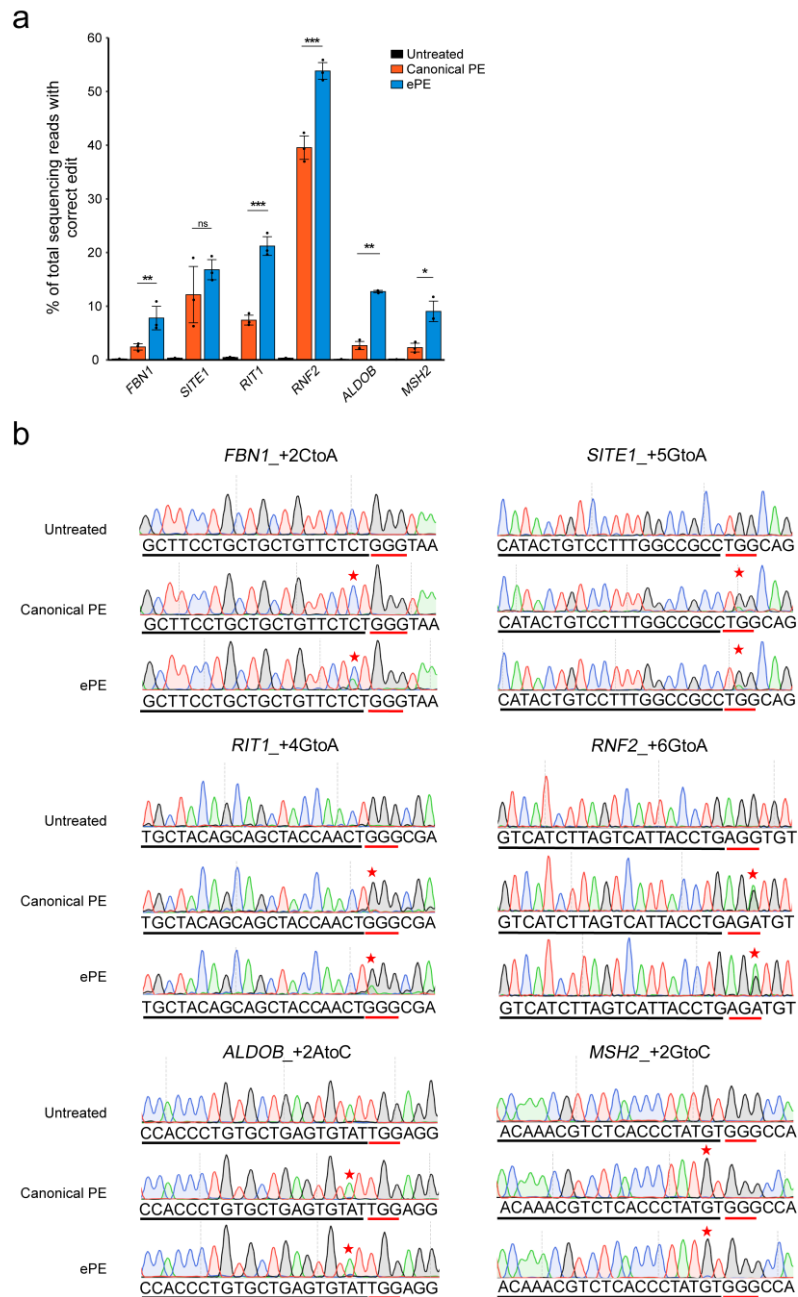 a
% of total sequencing reads with
correct edit
60
50
40
30
20
10
0
Untreated
Canonical PE
ePE
**
ns
***
***
**
*
FBN1
SITE1
RIT1
RNF2
ALDOB
MSH2
b
FBN1_+2CtoA
SITE1_+5GtoA
Untreated
GCTTCCTGCTGCTGTTCTCTGGGTAA
CATACTGTCCTTTGGCCGCCTGGCAG
Canonical PE
GCTTCCTGCTGCTGTTCTCTGGGTAA
CATACTGTCCTTTGGCCGCCTGGCAG
ePE
GCTTCCTGCTGCTGTTCTCTGGGTAA
CATACTGTCCTTTGGCCGCCTGGCAG
RIT1_+4GtoA
RNF2_+6GtoA
Untreated
TGCTACAGCAGCTACCAACTGGGCGA
GTCATCTTAGTCATTACCTGAGGTGT
Canonical PE
TGCTACAGCAGCTACCAACTGGGCGA
GTCATCTTAGTCATTACCTGAGATGT
ePE
TGCTACAGCAGCTACCAACTGGGCGA
GTCATCTTAGTCATTACCTGAGATGT
ALDOB_+2AtoC
MSH2_+2GtoC
Untreated
CCACCCTGTGCTGAGTGTATTGGAGG
ACAAACGTCTCACCCTATGTGGGCCA
Canonical PE
CCACCCTGTGCTGAGTGTATTGGAGG
ACAAACGTCTCACCCTATGTGGGCCA
ePE
CCACCCTGTGCTGAGTGTATTGGAGG
ACAAACGTCTCACCCTATGTGGGCCA